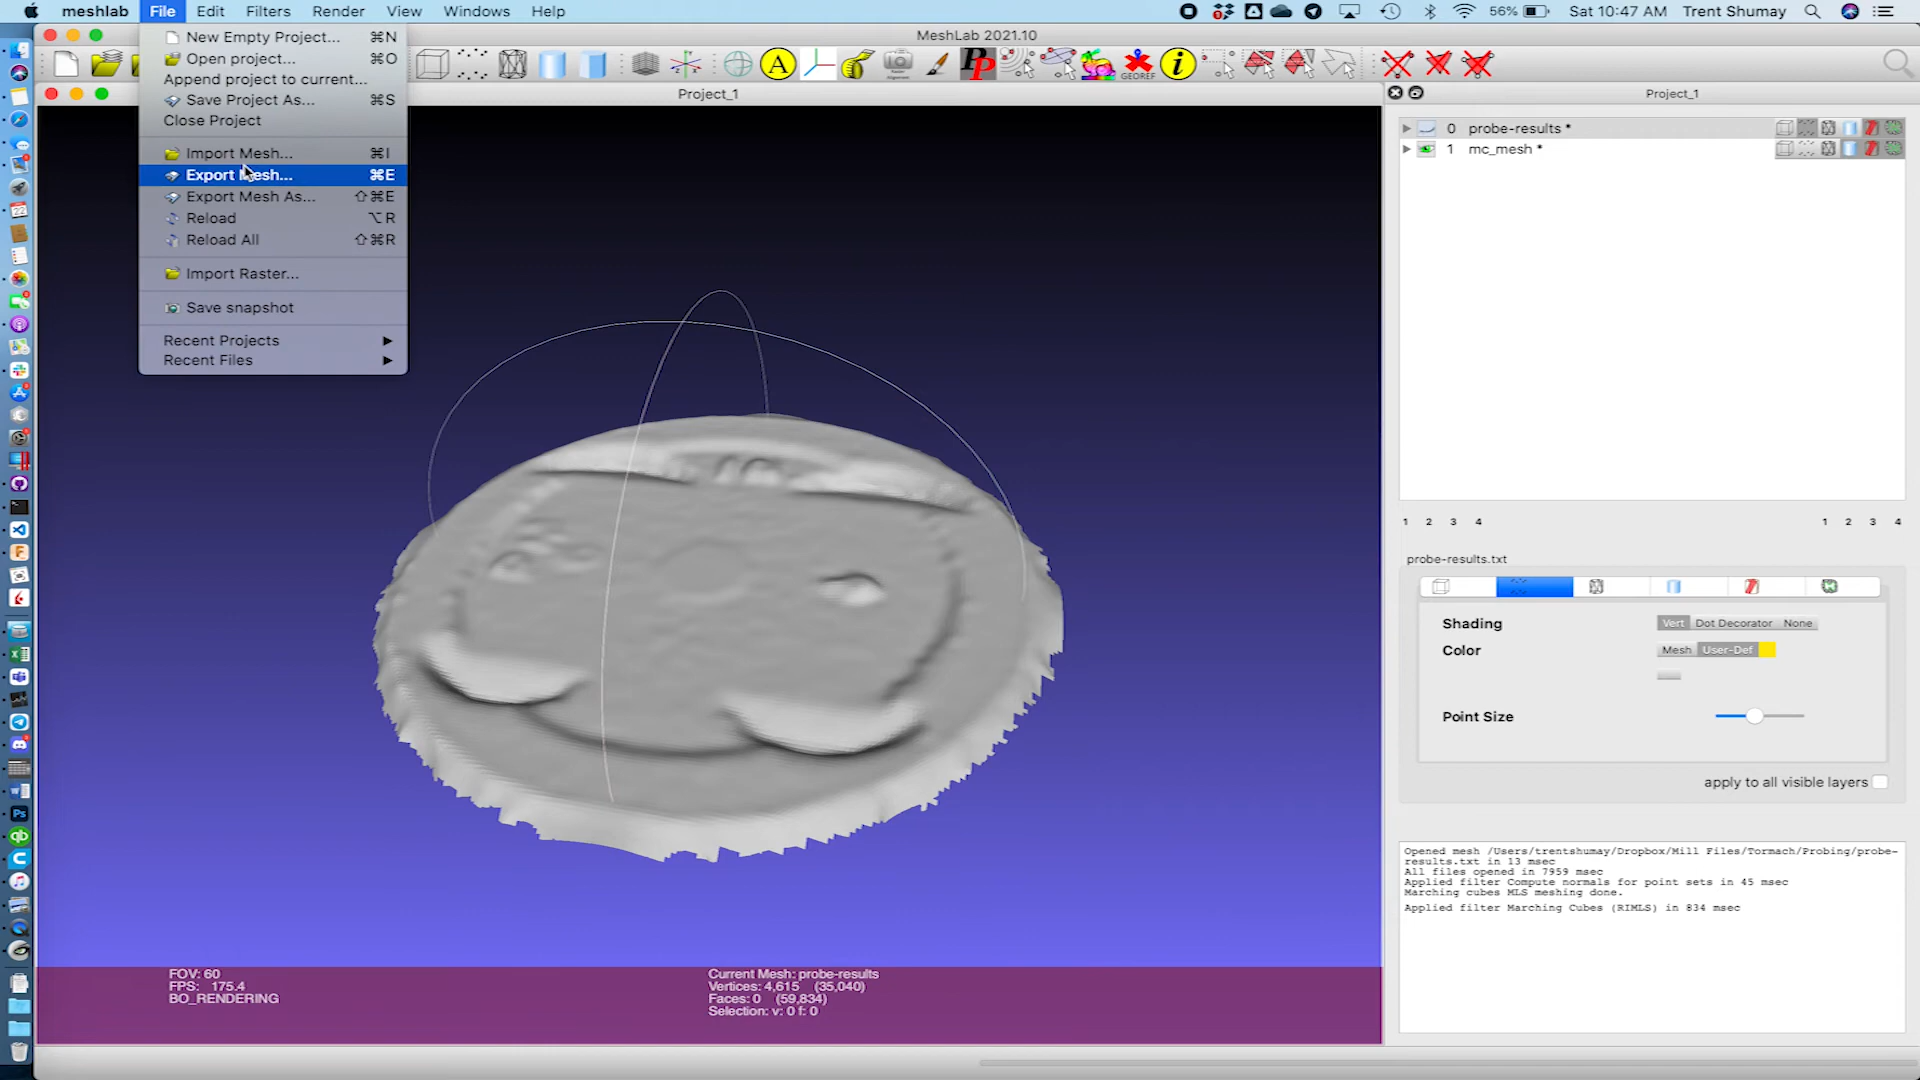 meshlab File Edit Filters Render View Windows Help 56% Sat 10:47 AM Trent Shumay
MeshLab 2021.10
New Empty Project... ⌘N
Open project... ⌘O
Append project to current...
Save Project As... ⌘S
Close Project
Import Mesh... ⌘I
Export Mesh... ⌘E
Export Mesh As... ⇧⌘E
Reload ⌥R
Reload All ⇧⌘R
Import Raster...
Save snapshot
Recent Projects
Recent Files
A PP GEOREF i
Project_1
Project_1
0 probe-results *
1 mc_mesh *
1 2 3 4 1 2 3 4
probe-results.txt
Shading Vert Dot Decorator None
Color Mesh User-Def
Point Size
apply to all visible layers
Opened mesh /Users/trentshumay/Dropbox/Mill Files/Tormach/Probing/probe-
results.txt in 13 msec
All files opened in 7959 msec
Applied filter Compute normals for point sets in 45 msec
Marching cubes MLS meshing done.
Applied filter Marching Cubes (RIMLS) in 834 msec
FOV: 60
FPS: 175.4
BO_RENDERING
Current Mesh: probe-results
Vertices: 4,615 (35,040)
Faces: 0 (59,834)
Selection: v: 0 f: 0